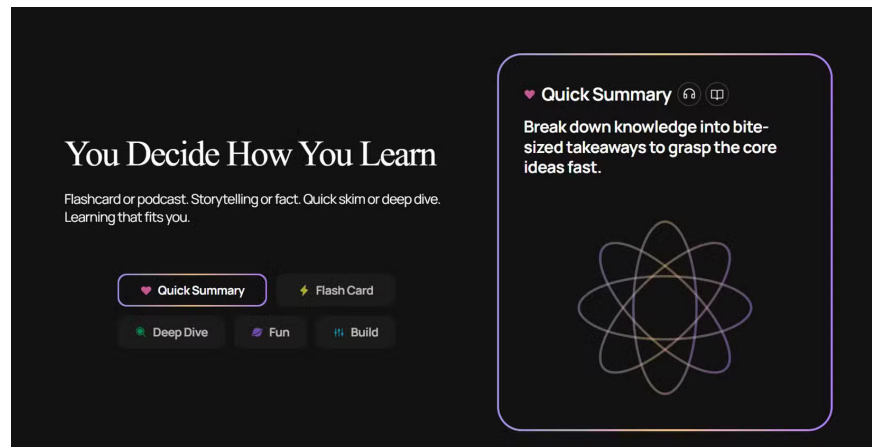 You Decide How You Learn
Flashcard or podcast. Storytelling or fact. Quick skim or deep dive.
Learning that fits you.
Quick Summary
Flash Card
Deep Dive
Fun
Build
Quick Summary
Break down knowledge into bite-
sized takeaways to grasp the core
ideas fast.